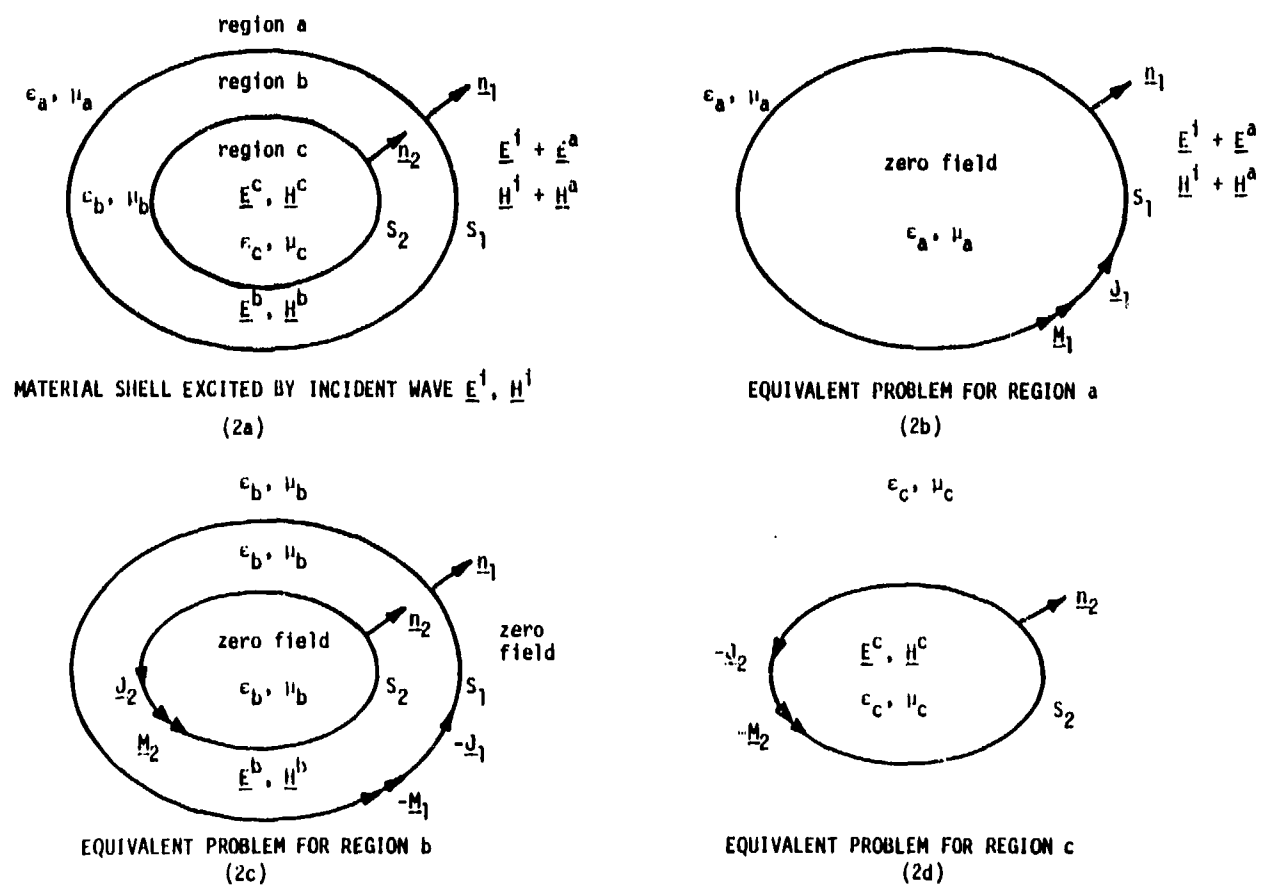 region a
region b
εa, μa
n1
region c
n2
E^i + E^a
H^i + H^a
E^c, H^c
εb, μb
εc, μc
S2
S1
E^b, H^b
MATERIAL SHELL EXCITED BY INCIDENT WAVE E^i, H^i
(2a)
εa, μa
n1
zero field
E^i + E^a
H^i + H^a
S1
εa, μa
J1
M1
EQUIVALENT PROBLEM FOR REGION a
(2b)
εb, μb
εb, μb
n1
n2
zero field
zero
field
εb, μb
S2
S1
J2
M2
-J1
E^b, H^b
-M1
EQUIVALENT PROBLEM FOR REGION b
(2c)
εc, μc
n2
-J2
E^c, H^c
εc, μc
S2
-M2
EQUIVALENT PROBLEM FOR REGION c
(2d)